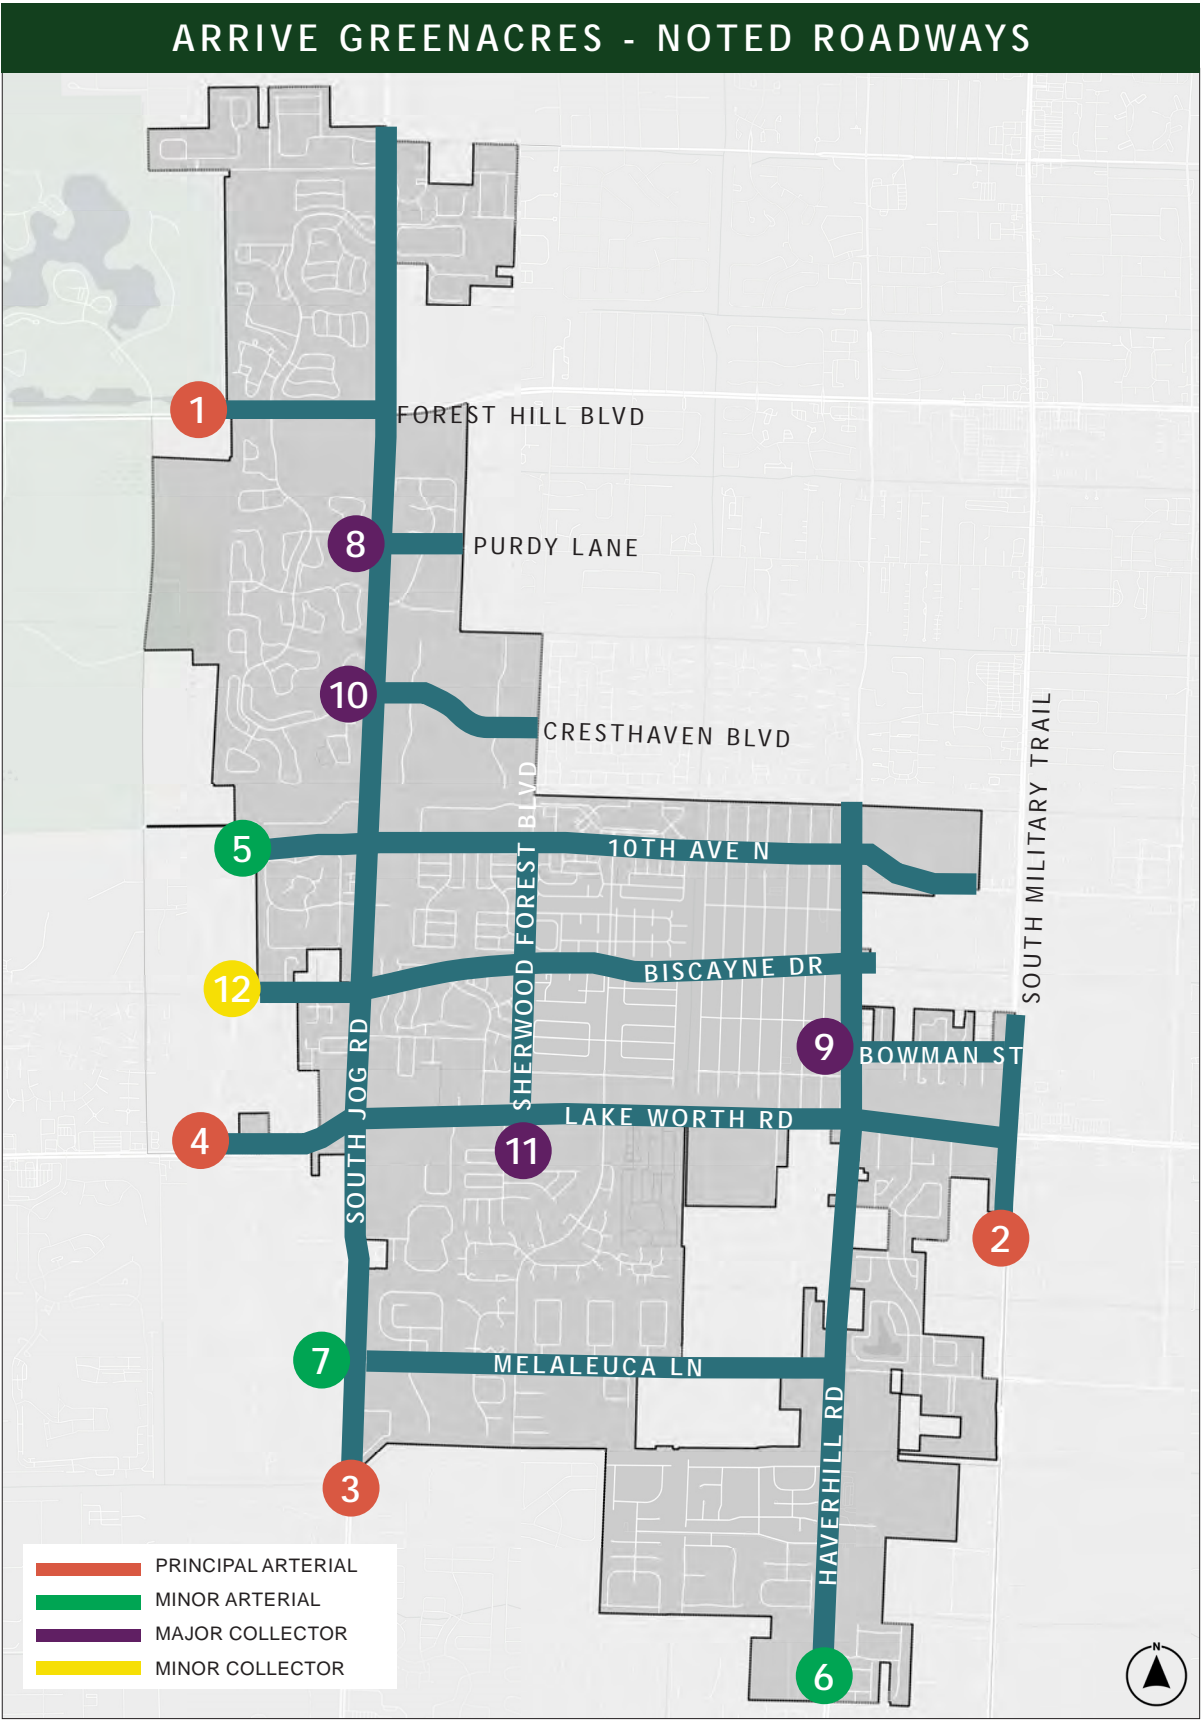 ARRIVE GREENACRES - NOTED ROADWAYS
1
FOREST HILL BLVD
8
PURDY LANE
10
CRESTHAVEN BLVD
SOUTH MILITARY TRAIL
SHERWOOD FOREST BLVD
5
10TH AVE N
12
BISCAYNE DR
SOUTH JOG RD
9
BOWMAN ST
4
LAKE WORTH RD
11
2
7
MELALEUCA LN
HAVERHILL RD
3
6
PRINCIPAL ARTERIAL
MINOR ARTERIAL
MAJOR COLLECTOR
MINOR COLLECTOR
N